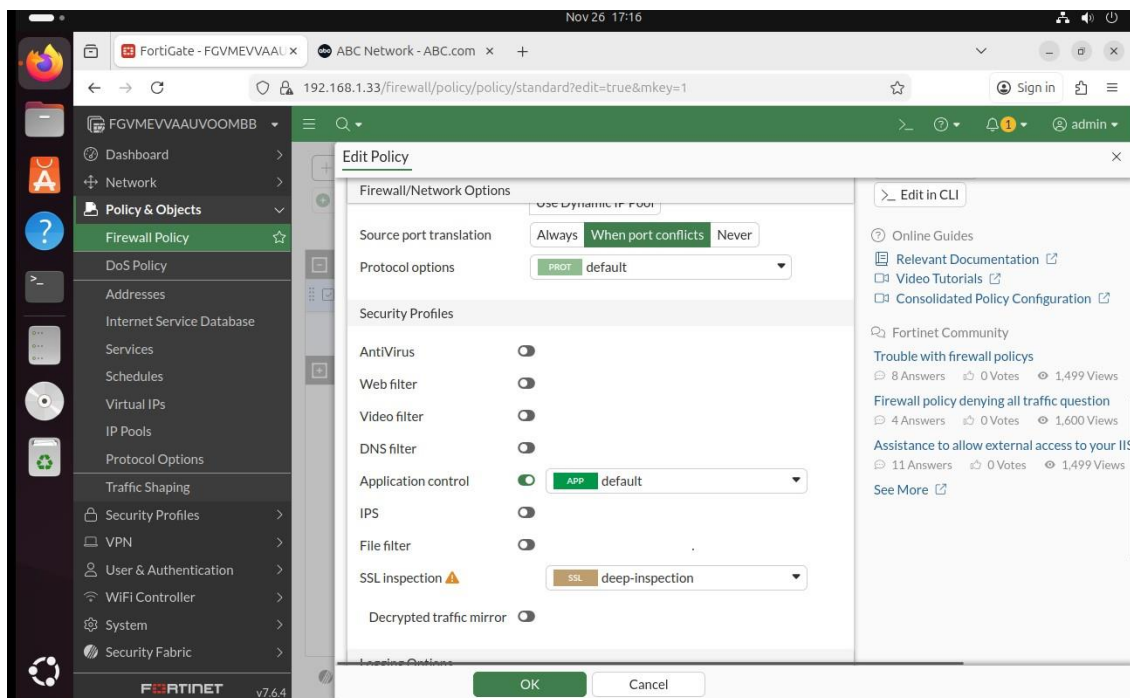 Nov 26 17:16
FortiGate - FGVMEVVAAU
ABC Network - ABC.com
192.168.1.33/firewall/policy/policy/standard?edit=true&mkey=1
Sign in
FGVMEVVAAUVOOMBB
1
admin
Dashboard
Network
Policy & Objects
Firewall Policy
DoS Policy
Addresses
Internet Service Database
Services
Schedules
Virtual IPs
IP Pools
Protocol Options
Traffic Shaping
Security Profiles
VPN
User & Authentication
WiFi Controller
System
Security Fabric
FORTINET v7.6.4
Edit Policy
Firewall/Network Options
Use Dynamic IP Pool
Source port translation Always When port conflicts Never
Protocol options PROT default
Security Profiles
AntiVirus
Web filter
Video filter
DNS filter
Application control APP default
IPS
File filter
SSL inspection SSL deep-inspection
Decrypted traffic mirror
Logging Options
OK Cancel
>_ Edit in CLI
Online Guides
Relevant Documentation
Video Tutorials
Consolidated Policy Configuration
Fortinet Community
Trouble with firewall policys
8 Answers 0 Votes 1,499 Views
Firewall policy denying all traffic question
4 Answers 0 Votes 1,600 Views
Assistance to allow external access to your IIS
11 Answers 0 Votes 1,499 Views
See More